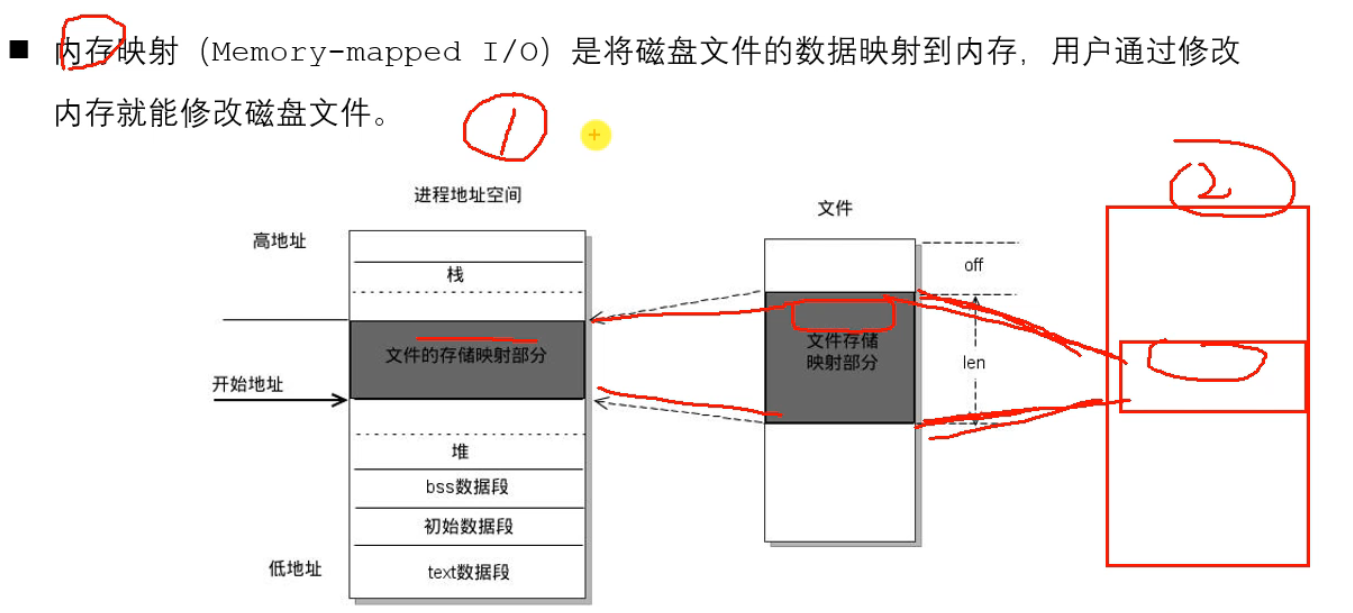 ■ 内存映射（Memory-mapped I/O）是将磁盘文件的数据映射到内存，用户通过修改
内存就能修改磁盘文件。
1
2
进程地址空间
文件
高地址
栈
文件的存储映射部分
开始地址
堆
bss数据段
初始数据段
低地址
text数据段
off
文件存储
映射部分
len